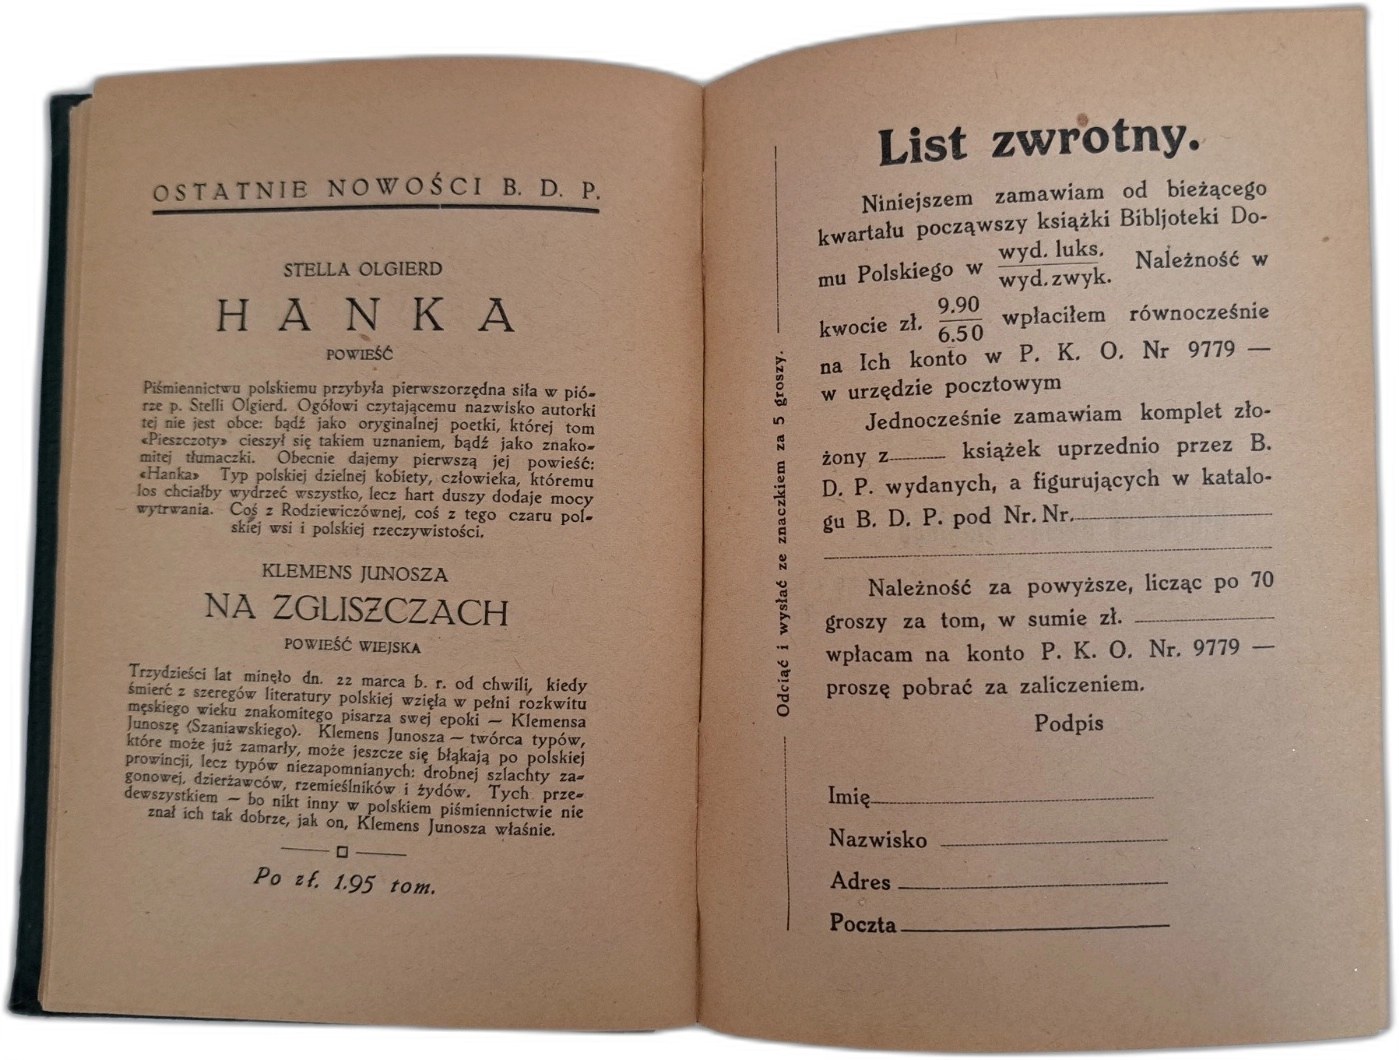 OSTATNIE NOWOŚCI B. D. P.
STELLA OLGIERD
HANKA
POWIEŚĆ
Piśmiennictwu polskiemu przybyła pierwszorzędna siła w pió-
rze p. Stelli Olgierd. Ogółowi czytającemu nazwisko autorki
tej nie jest obce: bądź jako oryginalnej poetki, której tom
«Pieszczoty» cieszył się takiem uznaniem, bądź jako znako-
mitej tłumaczki. Obecnie dajemy pierwszą jej powieść:
«Hanka» Typ polskiej dzielnej kobiety, człowieka, któremu
los chciałby wydrzeć wszystko, lecz hart duszy dodaje mocy
wytrwania. Coś z Rodziewiczównej, coś z tego czaru pol-
skiej wsi i polskiej rzeczywistości.
KLEMENS JUNOSZA
NA ZGLISZCZACH
POWIEŚĆ WIEJSKA
Trzydzieści lat minęło dn. 22 marca b. r. od chwili, kiedy
śmierć z szeregów literatury polskiej wzięła w pełni rozkwitu
męskiego wieku znakomitego pisarza swej epoki — Klemensa
Junoszę (Szaniawskiego). Klemens Junosza — twórca typów,
które może już zamarły, może jeszcze się błąkają po polskiej
prowincji, lecz typów niezapomnianych: drobnej szlachty za-
gonowej, dzierżawców, rzemieślników i żydów. Tych prze-
dewszystkiem — bo nikt inny w polskiem piśmiennictwie nie
znał ich tak dobrze, jak on, Klemens Junosza właśnie.
Po zł. 1.95 tom.
Odciąć i wysłać ze znaczkiem za 5 groszy.
List zwrotny.
Niniejszem zamawiam od bieżącego
kwartału począwszy książki Bibljoteki Do-
mu Polskiego w wyd. luks. / wyd. zwyk. Należność w
kwocie zł. 9.90 / 6.50 wpłaciłem równocześnie
na Ich konto w P. K. O. Nr 9779 —
w urzędzie pocztowym
Jednocześnie zamawiam komplet zło-
żony z książek uprzednio przez B.
D. P. wydanych, a figurujących w katalo-
gu B. D. P. pod Nr. Nr.
Należność za powyższe, licząc po 70
groszy za tom, w sumie zł.
wpłacam na konto P. K. O. Nr. 9779 —
proszę pobrać za zaliczeniem.
Podpis
Imię
Nazwisko
Adres
Poczta